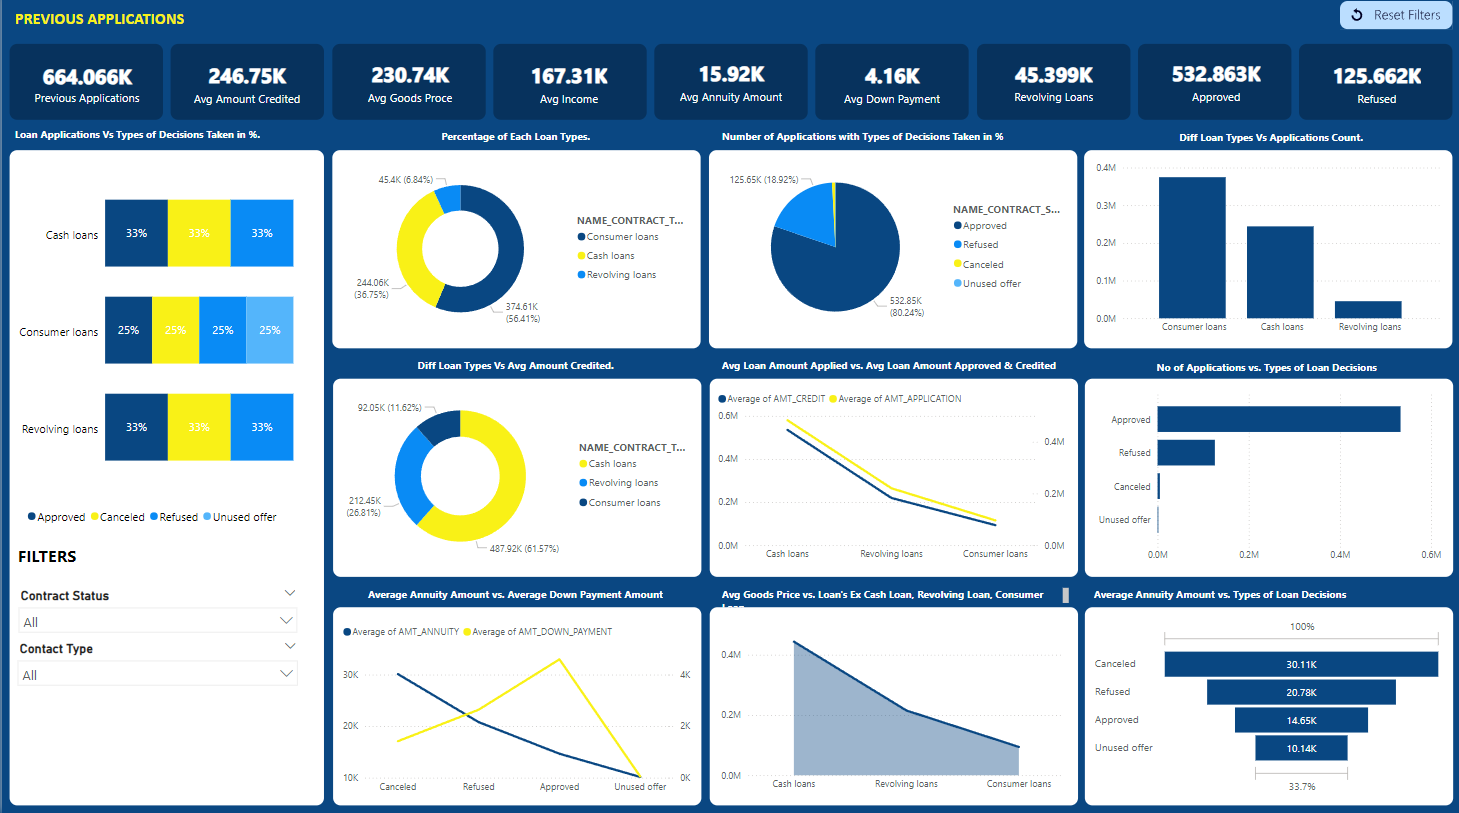 PREVIOUS APPLICATIONS
Reset Filters
664.066K
Previous Applications
246.75K
Avg Amount Credited
230.74K
Avg Goods Proce
167.31K
Avg Income
15.92K
Avg Annuity Amount
4.16K
Avg Down Payment
45.399K
Revolving Loans
532.863K
Approved
125.662K
Refused
Loan Applications Vs Types of Decisions Taken in %.
Cash loans
33%
33%
33%
Consumer loans
25%
25%
25%
25%
Revolving loans
33%
33%
33%
Approved
Canceled
Refused
Unused offer
FILTERS
Contract Status
All
Contact Type
All
Percentage of Each Loan Types.
45.4K (6.84%)
244.06K
(36.75%)
374.61K
(56.41%)
NAME_CONTRACT_T...
Consumer loans
Cash loans
Revolving loans
Number of Applications with Types of Decisions Taken in %
125.65K (18.92%)
532.85K
(80.24%)
NAME_CONTRACT_S...
Approved
Refused
Canceled
Unused offer
Diff Loan Types Vs Applications Count.
0.4M
0.3M
0.2M
0.1M
0.0M
Consumer loans
Cash loans
Revolving loans
Diff Loan Types Vs Avg Amount Credited.
92.05K (11.62%)
212.45K
(26.81%)
487.92K (61.57%)
NAME_CONTRACT_T...
Cash loans
Revolving loans
Consumer loans
Avg Loan Amount Applied vs. Avg Loan Amount Approved & Credited
Average of AMT_CREDIT
Average of AMT_APPLICATION
0.6M
0.4M
0.2M
0.0M
0.4M
0.2M
0.0M
Cash loans
Revolving loans
Consumer loans
No of Applications vs. Types of Loan Decisions
Approved
Refused
Canceled
Unused offer
0.0M
0.2M
0.4M
0.6M
Average Annuity Amount vs. Average Down Payment Amount
Average of AMT_ANNUITY
Average of AMT_DOWN_PAYMENT
30K
20K
10K
4K
2K
0K
Canceled
Refused
Approved
Unused offer
Avg Goods Price vs. Loan's Ex Cash Loan, Revolving Loan, Consumer
Loan
0.4M
0.2M
0.0M
Cash loans
Revolving loans
Consumer loans
Average Annuity Amount vs. Types of Loan Decisions
100%
Canceled
30.11K
Refused
20.78K
Approved
14.65K
Unused offer
10.14K
33.7%